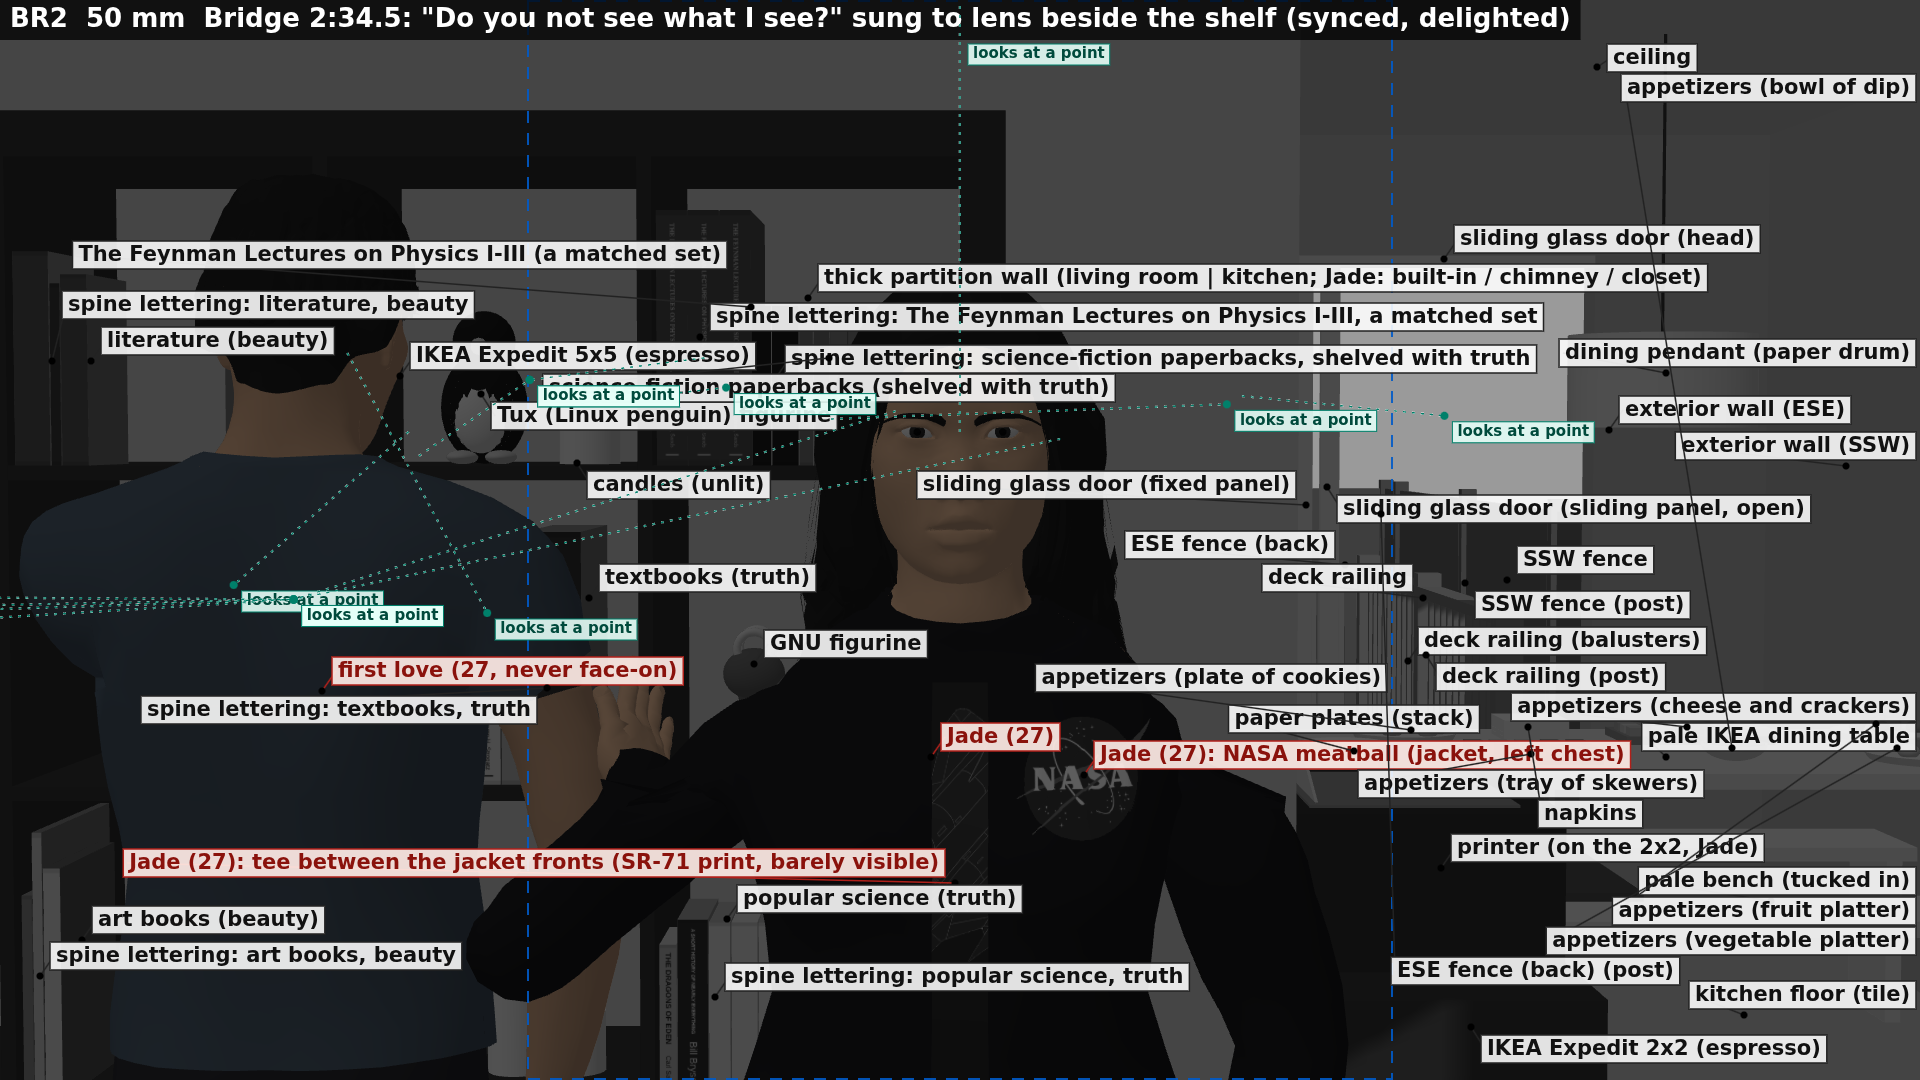 BR2 50 mm Bridge 2:34.5: "Do you not see what I see?" sung to lens beside the shelf (synced, delighted)
looks at a point
ceiling
appetizers (bowl of dip)
sliding glass door (head)
The Feynman Lectures on Physics I-III (a matched set)
thick partition wall (living room | kitchen; Jade: built-in / chimney / closet)
spine lettering: literature, beauty
spine lettering: The Feynman Lectures on Physics I-III, a matched set
literature (beauty)
IKEA Expedit 5x5 (espresso)
spine lettering: science-fiction paperbacks, shelved with truth
dining pendant (paper drum)
science-fiction paperbacks (shelved with truth)
looks at a point
looks at a point
Tux (Linux penguin) figurine
looks at a point
looks at a point
exterior wall (ESE)
exterior wall (SSW)
candles (unlit)
sliding glass door (fixed panel)
sliding glass door (sliding panel, open)
ESE fence (back)
SSW fence
textbooks (truth)
deck railing
looks at a point
looks at a point
looks at a point
SSW fence (post)
GNU figurine
deck railing (balusters)
first love (27, never face-on)
appetizers (plate of cookies)
deck railing (post)
spine lettering: textbooks, truth
paper plates (stack)
appetizers (cheese and crackers)
Jade (27)
pale IKEA dining table
Jade (27): NASA meatball (jacket, left chest)
NASA
appetizers (tray of skewers)
napkins
printer (on the 2x2, Jade)
Jade (27): tee between the jacket fronts (SR-71 print, barely visible)
pale bench (tucked in)
popular science (truth)
appetizers (fruit platter)
art books (beauty)
appetizers (vegetable platter)
spine lettering: art books, beauty
ESE fence (back) (post)
spine lettering: popular science, truth
kitchen floor (tile)
THE DRAGONS OF EDEN
IKEA Expedit 2x2 (espresso)